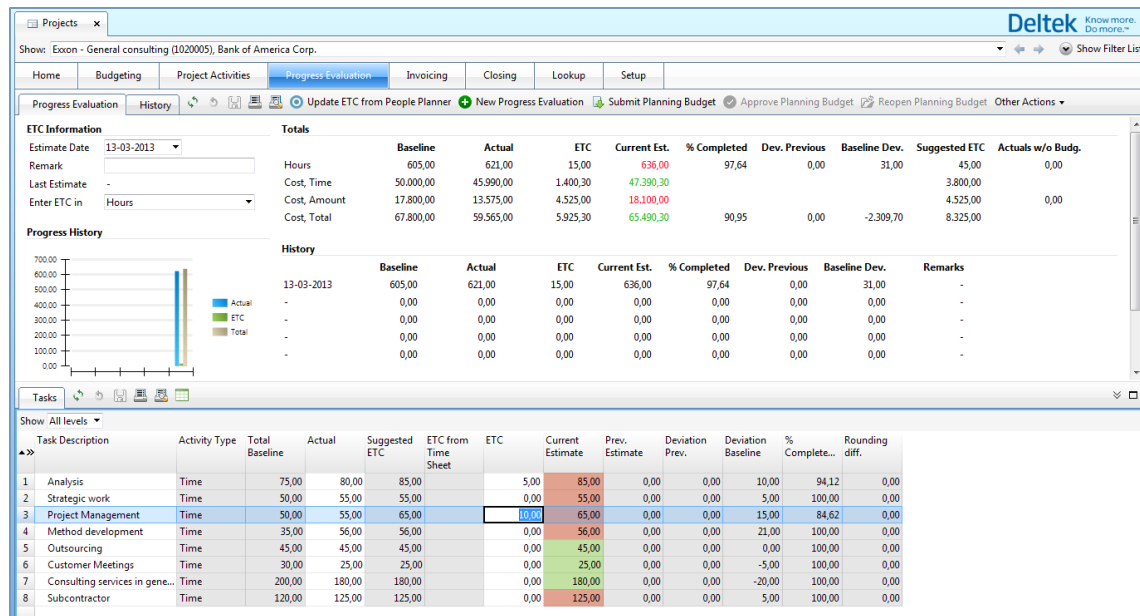 Projects x
Deltek Know more. Do more.™
Show: Exxon - General consulting (1020005), Bank of America Corp.
Show Filter List
Home Budgeting Project Activities Progress Evaluation Invoicing Closing Lookup Setup
Progress Evaluation History Update ETC from People Planner New Progress Evaluation Submit Planning Budget Approve Planning Budget Reopen Planning Budget Other Actions
ETC Information
Estimate Date 13-03-2013
Remark
Last Estimate -
Enter ETC in Hours
Totals
Baseline Actual ETC Current Est. % Completed Dev. Previous Baseline Dev. Suggested ETC Actuals w/o Budg.
Hours 605,00 621,00 15,00 636,00 97,64 0,00 31,00 45,00 0,00
Cost, Time 50.000,00 45.990,00 1.400,30 47.390,30 3.800,00
Cost, Amount 17.800,00 13.575,00 4.525,00 18.100,00 4.525,00 0,00
Cost, Total 67.800,00 59.565,00 5.925,30 65.490,30 90,95 0,00 -2.309,70 8.325,00
Progress History
700.00
600.00
500.00
400.00
300.00
200.00
100.00
0.00
Actual
ETC
Total
History
Baseline Actual ETC Current Est. % Completed Dev. Previous Baseline Dev. Remarks
13-03-2013 605,00 621,00 15,00 636,00 97,64 0,00 31,00 -
- 0,00 0,00 0,00 0,00 0,00 0,00 0,00 -
- 0,00 0,00 0,00 0,00 0,00 0,00 0,00 -
- 0,00 0,00 0,00 0,00 0,00 0,00 0,00 -
- 0,00 0,00 0,00 0,00 0,00 0,00 0,00 -
Tasks
Show All levels
Task Description Activity Type Total Baseline Actual Suggested ETC ETC from Time Sheet ETC Current Estimate Prev. Estimate Deviation Prev. Deviation Baseline % Complete... Rounding diff.
1 Analysis Time 75,00 80,00 85,00 5,00 85,00 0,00 0,00 10,00 94,12 0,00
2 Strategic work Time 50,00 55,00 55,00 0,00 55,00 0,00 0,00 5,00 100,00 0,00
3 Project Management Time 50,00 55,00 65,00 10,00 65,00 0,00 0,00 15,00 84,62 0,00
4 Method development Time 35,00 56,00 56,00 0,00 56,00 0,00 0,00 21,00 100,00 0,00
5 Outsourcing Time 45,00 45,00 45,00 0,00 45,00 0,00 0,00 0,00 100,00 0,00
6 Customer Meetings Time 30,00 25,00 25,00 0,00 25,00 0,00 0,00 -5,00 100,00 0,00
7 Consulting services in gene... Time 200,00 180,00 180,00 0,00 180,00 0,00 0,00 -20,00 100,00 0,00
8 Subcontractor Time 120,00 125,00 125,00 0,00 125,00 0,00 0,00 5,00 100,00 0,00